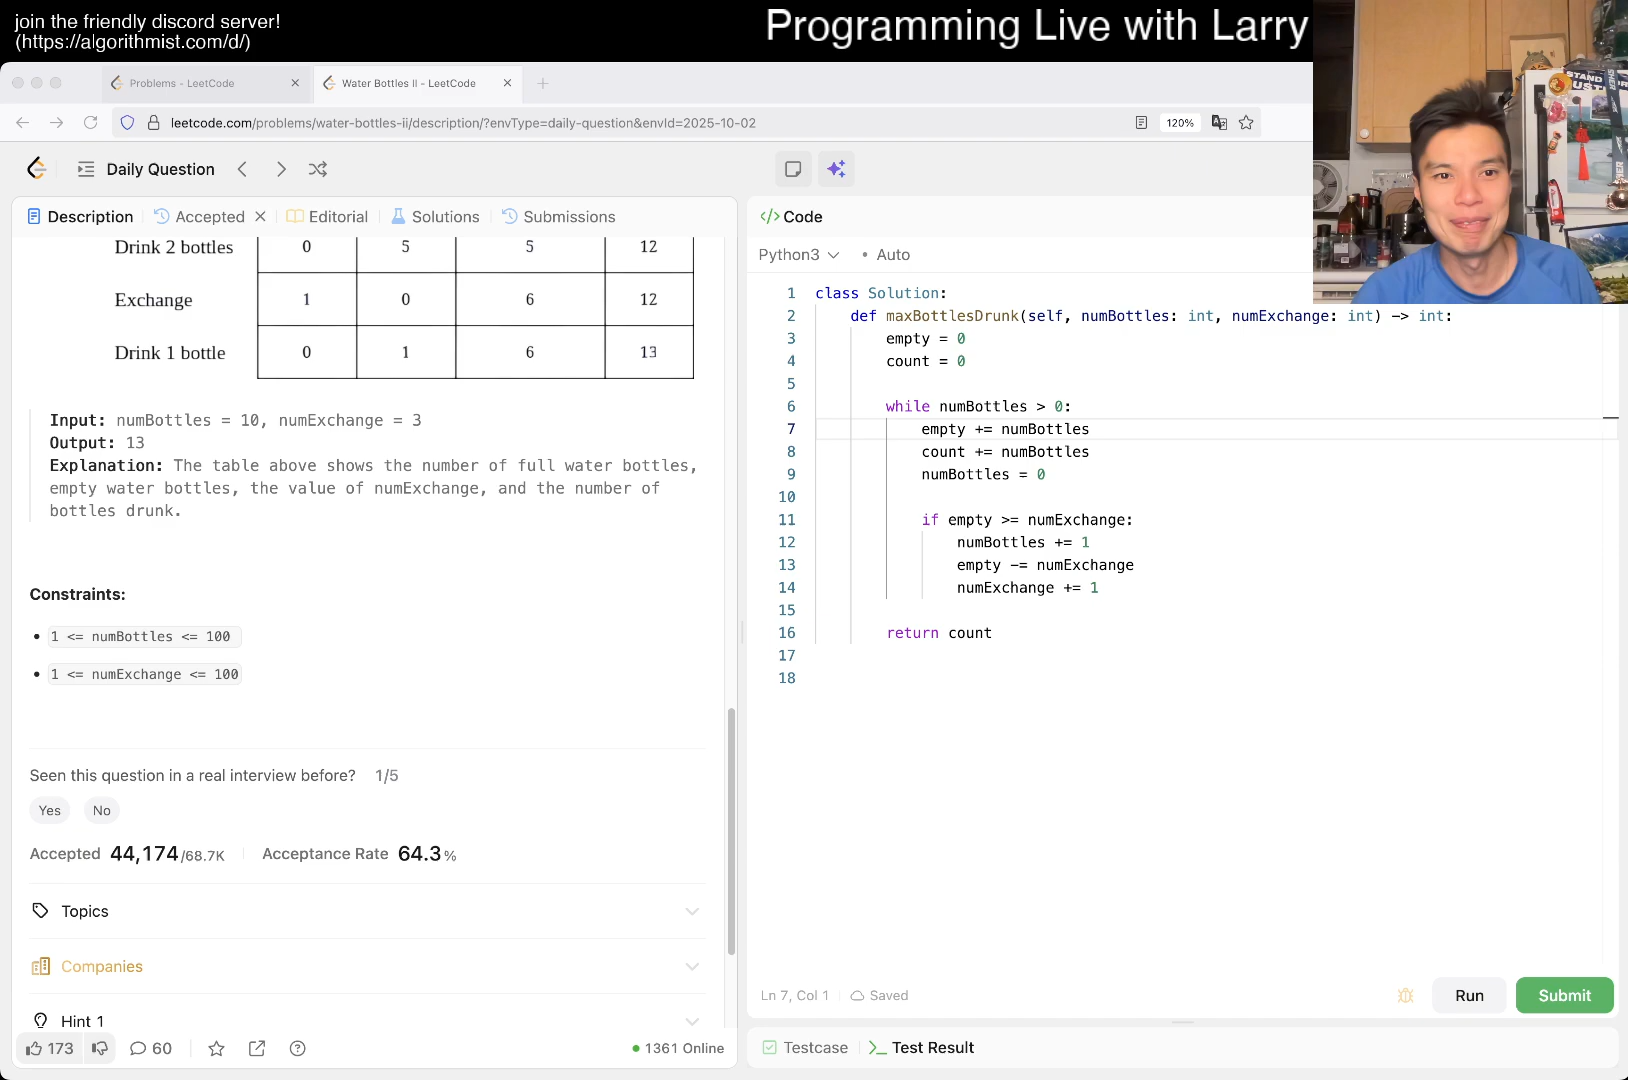 join the friendly discord server!
(https://algorithmist.com/d/)
Programming Live with Larry
Problems - LeetCode
Water Bottles II - LeetCode
leetcode.com/problems/water-bottles-ii/description/?envType=daily-question&envId=2025-10-02
120%
Daily Question
Description
Accepted
Editorial
Solutions
Submissions
Drink 2 bottles 0 5 5 12
Exchange 1 0 6 12
Drink 1 bottle 0 1 6 13
Input: numBottles = 10, numExchange = 3
Output: 13
Explanation: The table above shows the number of full water bottles,
empty water bottles, the value of numExchange, and the number of
bottles drunk.
Constraints:
• 1 <= numBottles <= 100
• 1 <= numExchange <= 100
Seen this question in a real interview before? 1/5
Yes No
Accepted 44,174/68.7K Acceptance Rate 64.3%
Topics
Companies
Hint 1
173 60 1361 Online
</> Code
Python3 • Auto
1 class Solution:
2 def maxBottlesDrunk(self, numBottles: int, numExchange: int) -> int:
3 empty = 0
4 count = 0
5
6 while numBottles > 0:
7 empty += numBottles
8 count += numBottles
9 numBottles = 0
10
11 if empty >= numExchange:
12 numBottles += 1
13 empty -= numExchange
14 numExchange += 1
15
16 return count
17
18
Ln 7, Col 1 Saved
Run Submit
Testcase >_ Test Result